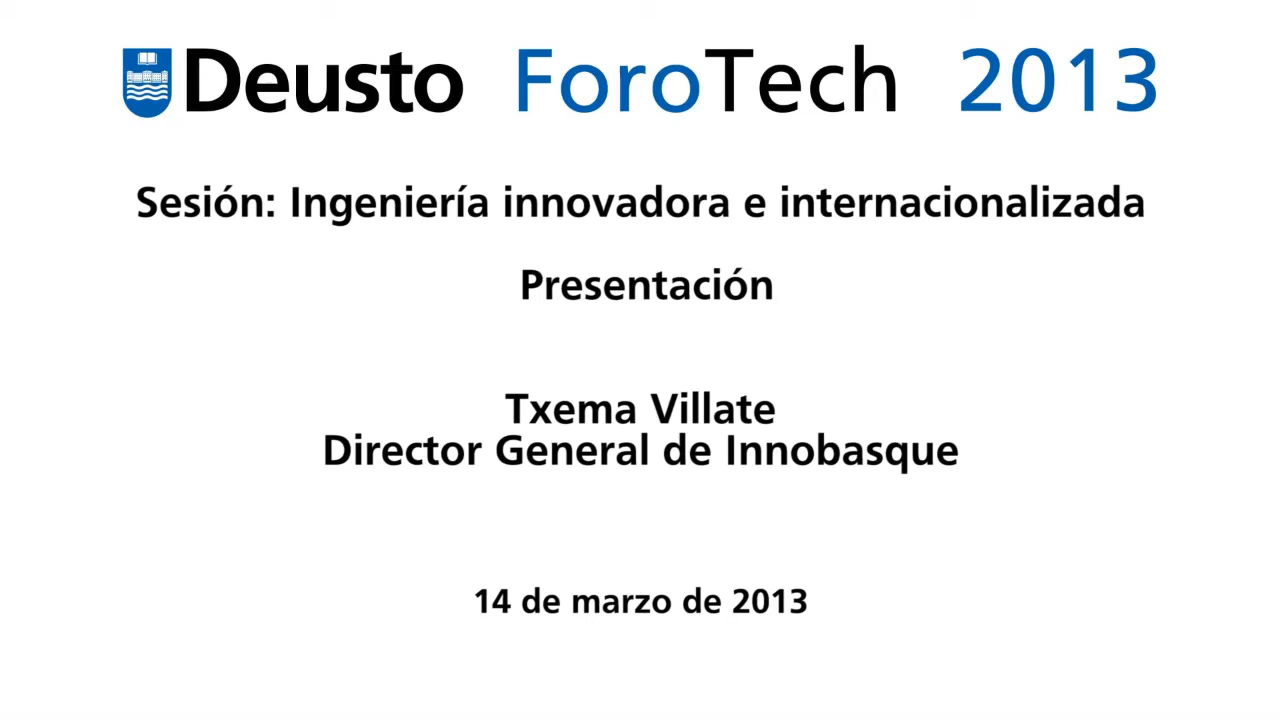 Deusto ForoTech 2013
Sesión: Ingeniería innovadora e internacionalizada
Presentación
Txema Villate
Director General de Innobasque
14 de marzo de 2013